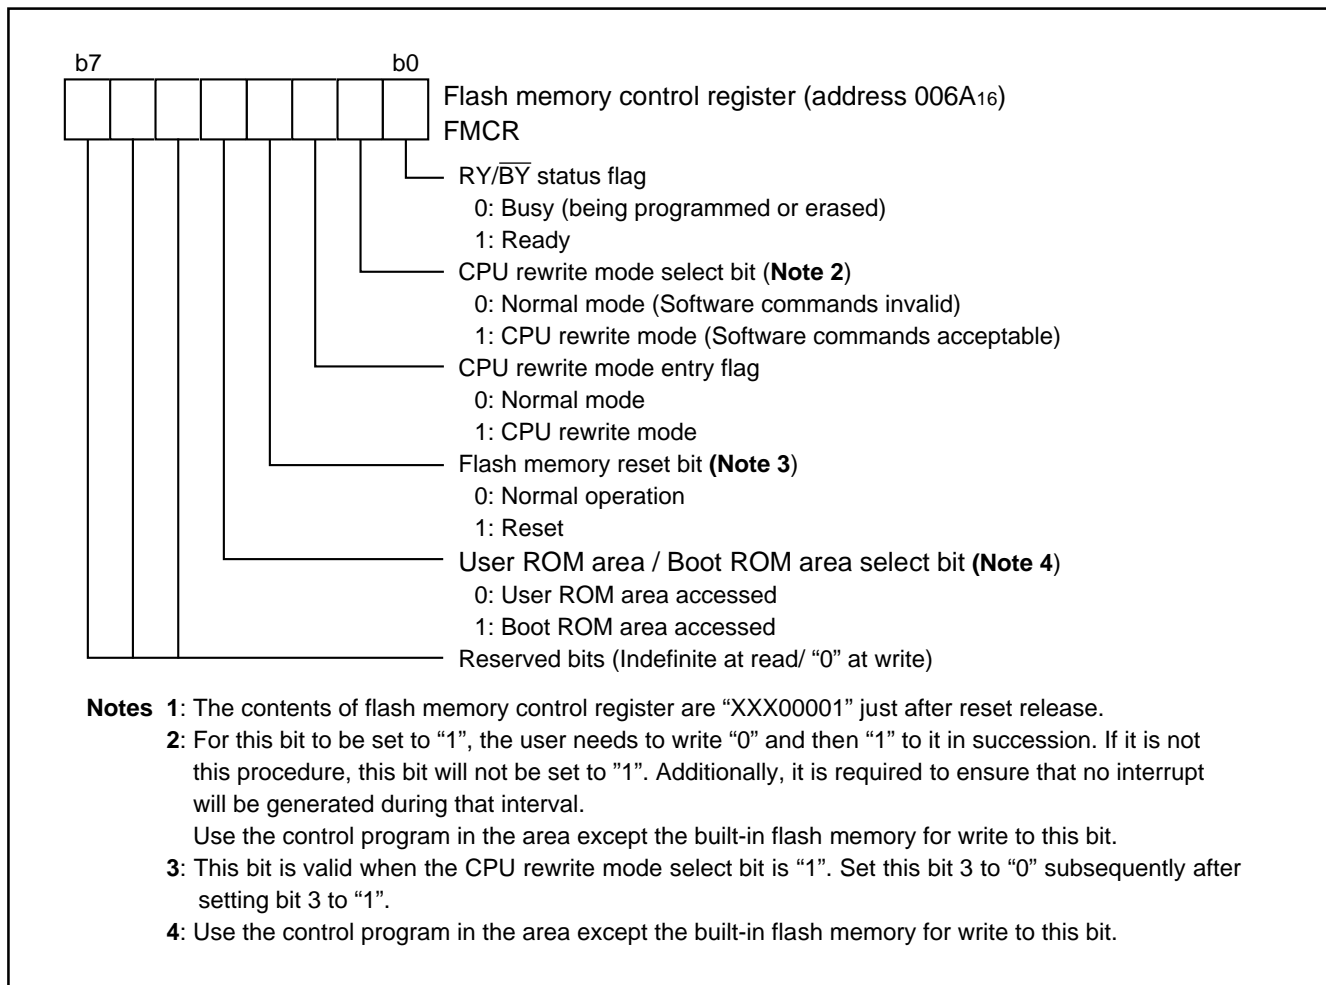 b7 b0
Flash memory control register (address 006A16)
FMCR
RY/BY status flag
0: Busy (being programmed or erased)
1: Ready
CPU rewrite mode select bit (Note 2)
0: Normal mode (Software commands invalid)
1: CPU rewrite mode (Software commands acceptable)
CPU rewrite mode entry flag
0: Normal mode
1: CPU rewrite mode
Flash memory reset bit (Note 3)
0: Normal operation
1: Reset
User ROM area / Boot ROM area select bit (Note 4)
0: User ROM area accessed
1: Boot ROM area accessed
Reserved bits (Indefinite at read/ “0” at write)
Notes 1: The contents of flash memory control register are “XXX00001” just after reset release.
2: For this bit to be set to “1”, the user needs to write “0” and then “1” to it in succession. If it is not
this procedure, this bit will not be set to ”1”. Additionally, it is required to ensure that no interrupt
will be generated during that interval.
Use the control program in the area except the built-in flash memory for write to this bit.
3: This bit is valid when the CPU rewrite mode select bit is “1”. Set this bit 3 to “0” subsequently after
setting bit 3 to “1”.
4: Use the control program in the area except the built-in flash memory for write to this bit.